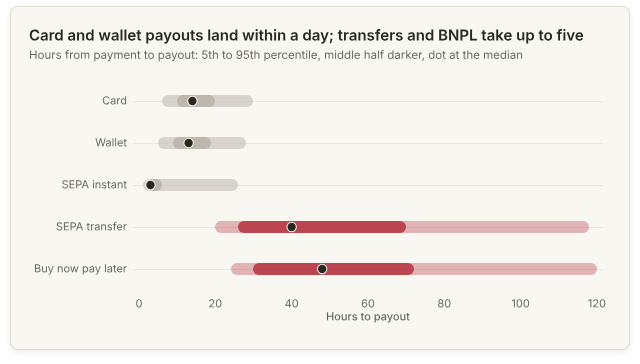 Card and wallet payouts land within a day; transfers and BNPL take up to five
Hours from payment to payout: 5th to 95th percentile, middle half darker, dot at the median
Card
Wallet
SEPA instant
SEPA transfer
Buy now pay later
0 20 40 60 80 100 120
Hours to payout